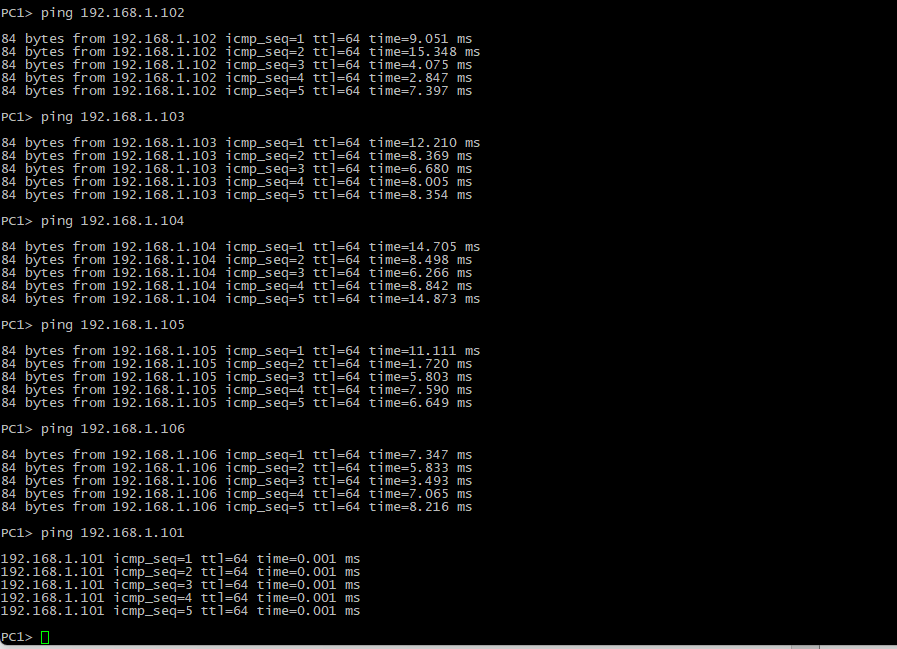 PC1> ping 192.168.1.102
84 bytes from 192.168.1.102 icmp_seq=1 ttl=64 time=9.051 ms
84 bytes from 192.168.1.102 icmp_seq=2 ttl=64 time=15.348 ms
84 bytes from 192.168.1.102 icmp_seq=3 ttl=64 time=4.075 ms
84 bytes from 192.168.1.102 icmp_seq=4 ttl=64 time=2.847 ms
84 bytes from 192.168.1.102 icmp_seq=5 ttl=64 time=7.397 ms
PC1> ping 192.168.1.103
84 bytes from 192.168.1.103 icmp_seq=1 ttl=64 time=12.210 ms
84 bytes from 192.168.1.103 icmp_seq=2 ttl=64 time=8.369 ms
84 bytes from 192.168.1.103 icmp_seq=3 ttl=64 time=6.680 ms
84 bytes from 192.168.1.103 icmp_seq=4 ttl=64 time=8.005 ms
84 bytes from 192.168.1.103 icmp_seq=5 ttl=64 time=8.354 ms
PC1> ping 192.168.1.104
84 bytes from 192.168.1.104 icmp_seq=1 ttl=64 time=14.705 ms
84 bytes from 192.168.1.104 icmp_seq=2 ttl=64 time=8.498 ms
84 bytes from 192.168.1.104 icmp_seq=3 ttl=64 time=6.266 ms
84 bytes from 192.168.1.104 icmp_seq=4 ttl=64 time=8.842 ms
84 bytes from 192.168.1.104 icmp_seq=5 ttl=64 time=14.873 ms
PC1> ping 192.168.1.105
84 bytes from 192.168.1.105 icmp_seq=1 ttl=64 time=11.111 ms
84 bytes from 192.168.1.105 icmp_seq=2 ttl=64 time=1.720 ms
84 bytes from 192.168.1.105 icmp_seq=3 ttl=64 time=5.803 ms
84 bytes from 192.168.1.105 icmp_seq=4 ttl=64 time=7.590 ms
84 bytes from 192.168.1.105 icmp_seq=5 ttl=64 time=6.649 ms
PC1> ping 192.168.1.106
84 bytes from 192.168.1.106 icmp_seq=1 ttl=64 time=7.347 ms
84 bytes from 192.168.1.106 icmp_seq=2 ttl=64 time=5.833 ms
84 bytes from 192.168.1.106 icmp_seq=3 ttl=64 time=3.493 ms
84 bytes from 192.168.1.106 icmp_seq=4 ttl=64 time=7.065 ms
84 bytes from 192.168.1.106 icmp_seq=5 ttl=64 time=8.216 ms
PC1> ping 192.168.1.101
192.168.1.101 icmp_seq=1 ttl=64 time=0.001 ms
192.168.1.101 icmp_seq=2 ttl=64 time=0.001 ms
192.168.1.101 icmp_seq=3 ttl=64 time=0.001 ms
192.168.1.101 icmp_seq=4 ttl=64 time=0.001 ms
192.168.1.101 icmp_seq=5 ttl=64 time=0.001 ms
PC1>